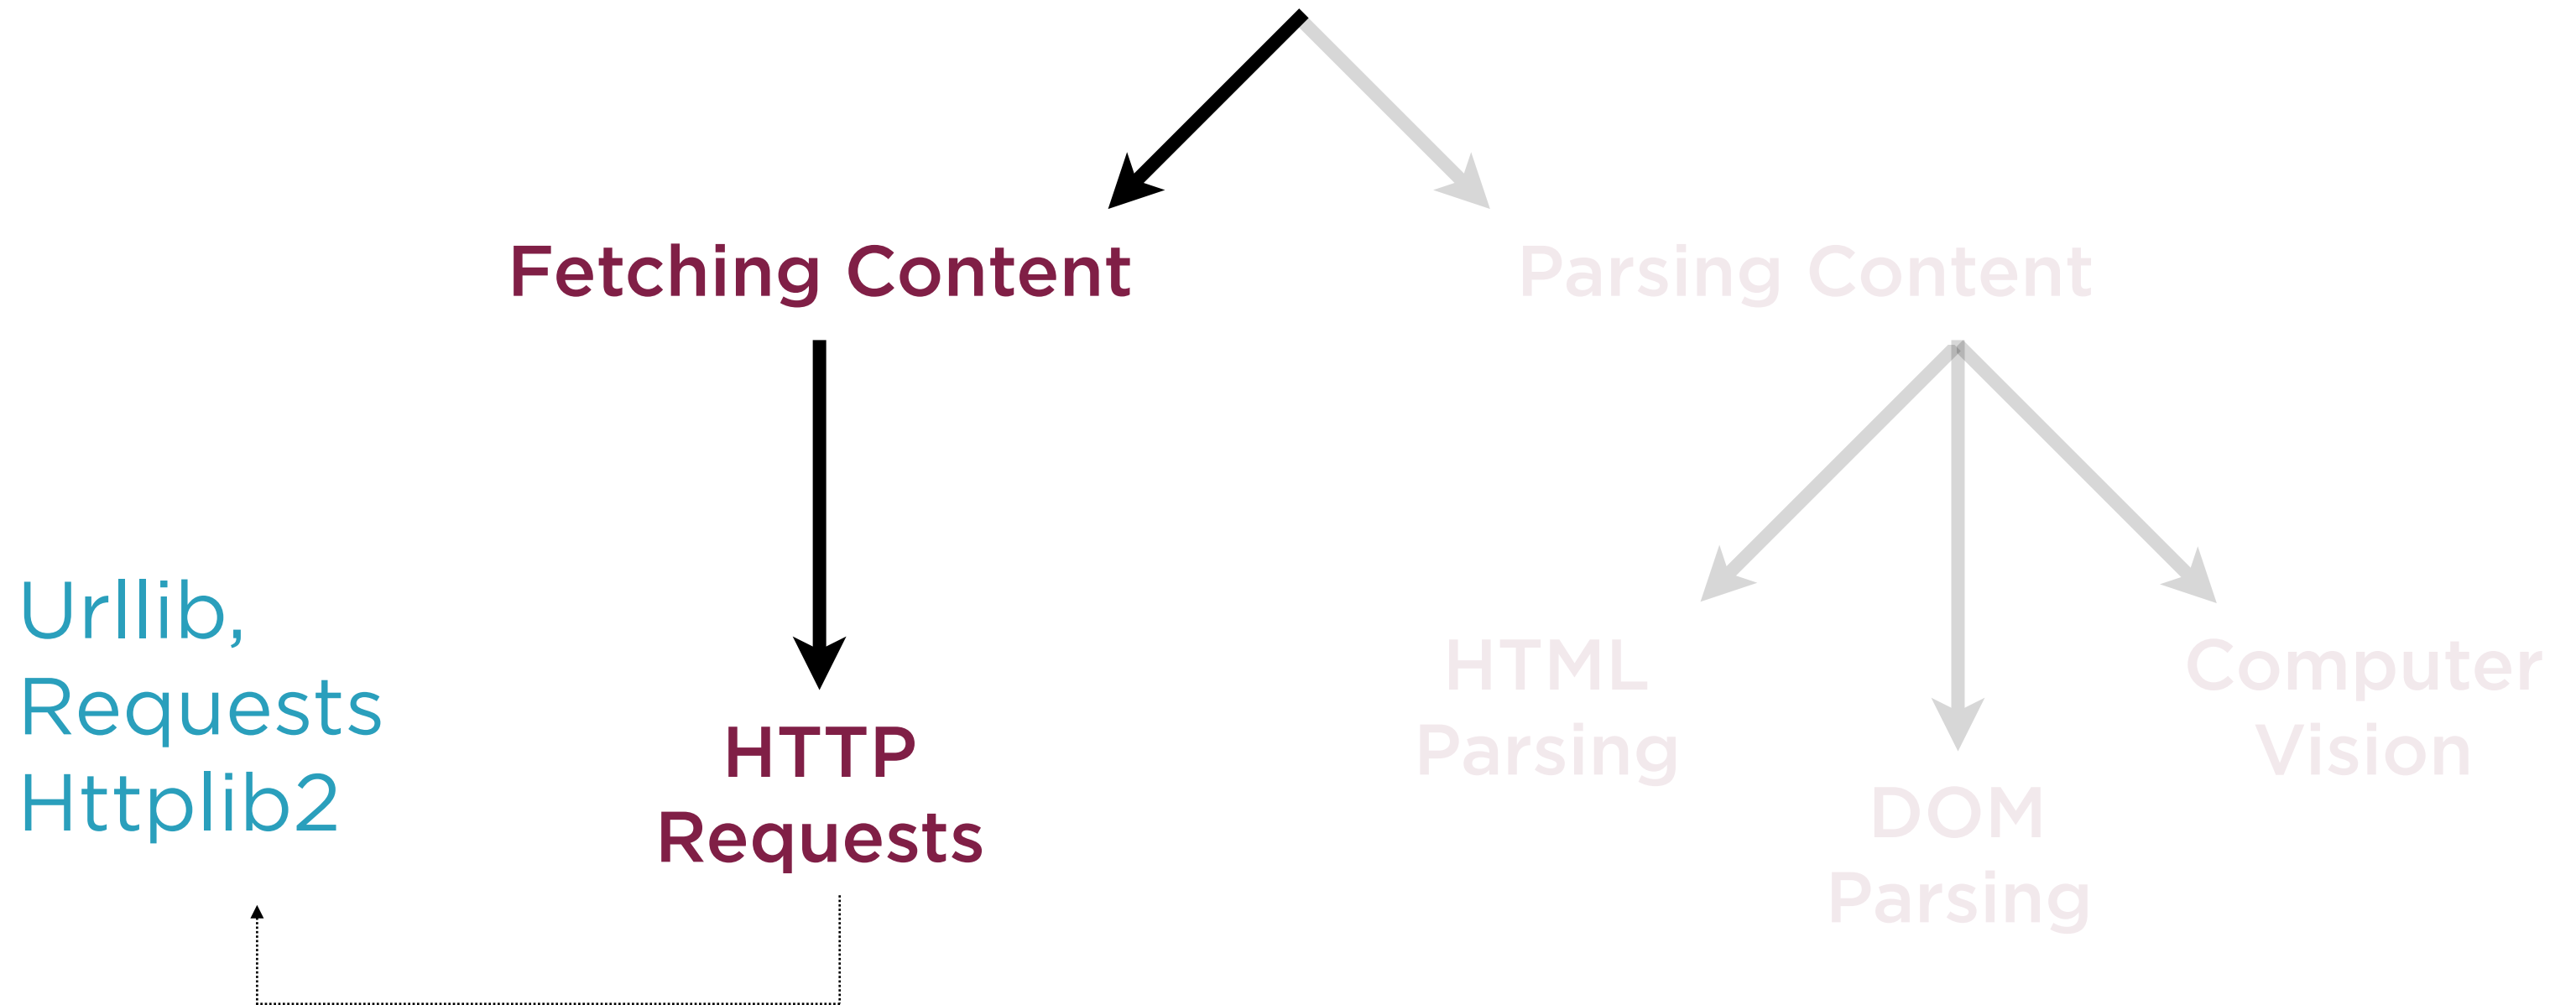 Fetching Content
Parsing Content
Urllib,
Requests
Httplib2
HTTP
Requests
HTML
Parsing
DOM
Parsing
Computer
Vision